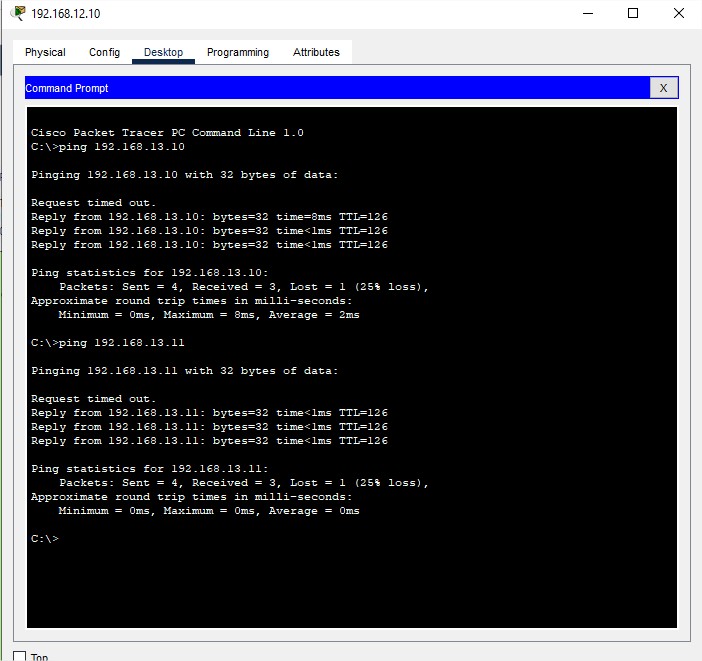 192.168.12.10
Physical Config Desktop Programming Attributes
Command Prompt X
Cisco Packet Tracer PC Command Line 1.0
C:\>ping 192.168.13.10
Pinging 192.168.13.10 with 32 bytes of data:
Request timed out.
Reply from 192.168.13.10: bytes=32 time=8ms TTL=126
Reply from 192.168.13.10: bytes=32 time<1ms TTL=126
Reply from 192.168.13.10: bytes=32 time<1ms TTL=126
Ping statistics for 192.168.13.10:
Packets: Sent = 4, Received = 3, Lost = 1 (25% loss),
Approximate round trip times in milli-seconds:
Minimum = 0ms, Maximum = 8ms, Average = 2ms
C:\>ping 192.168.13.11
Pinging 192.168.13.11 with 32 bytes of data:
Request timed out.
Reply from 192.168.13.11: bytes=32 time<1ms TTL=126
Reply from 192.168.13.11: bytes=32 time<1ms TTL=126
Reply from 192.168.13.11: bytes=32 time<1ms TTL=126
Ping statistics for 192.168.13.11:
Packets: Sent = 4, Received = 3, Lost = 1 (25% loss),
Approximate round trip times in milli-seconds:
Minimum = 0ms, Maximum = 0ms, Average = 0ms
C:\>
Top